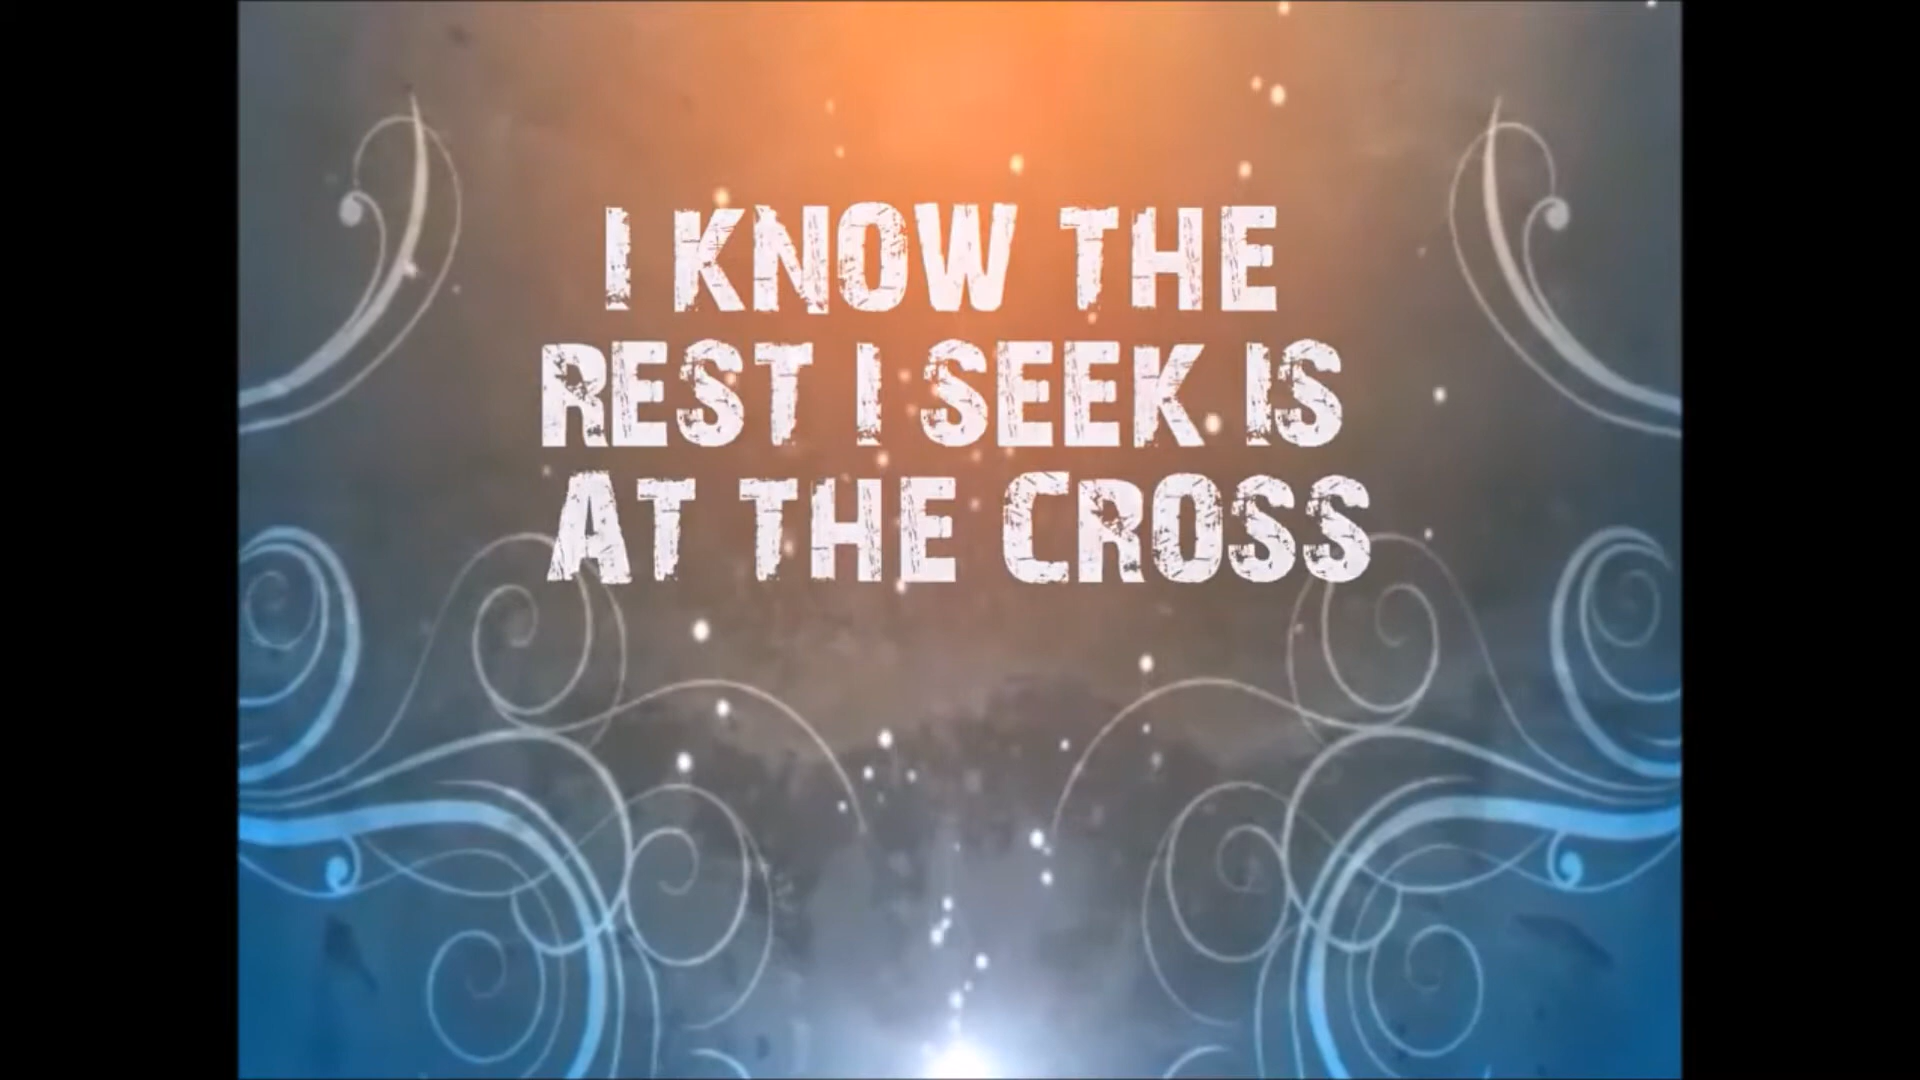 I KNOW THE
REST I SEEK IS
AT THE CROSS